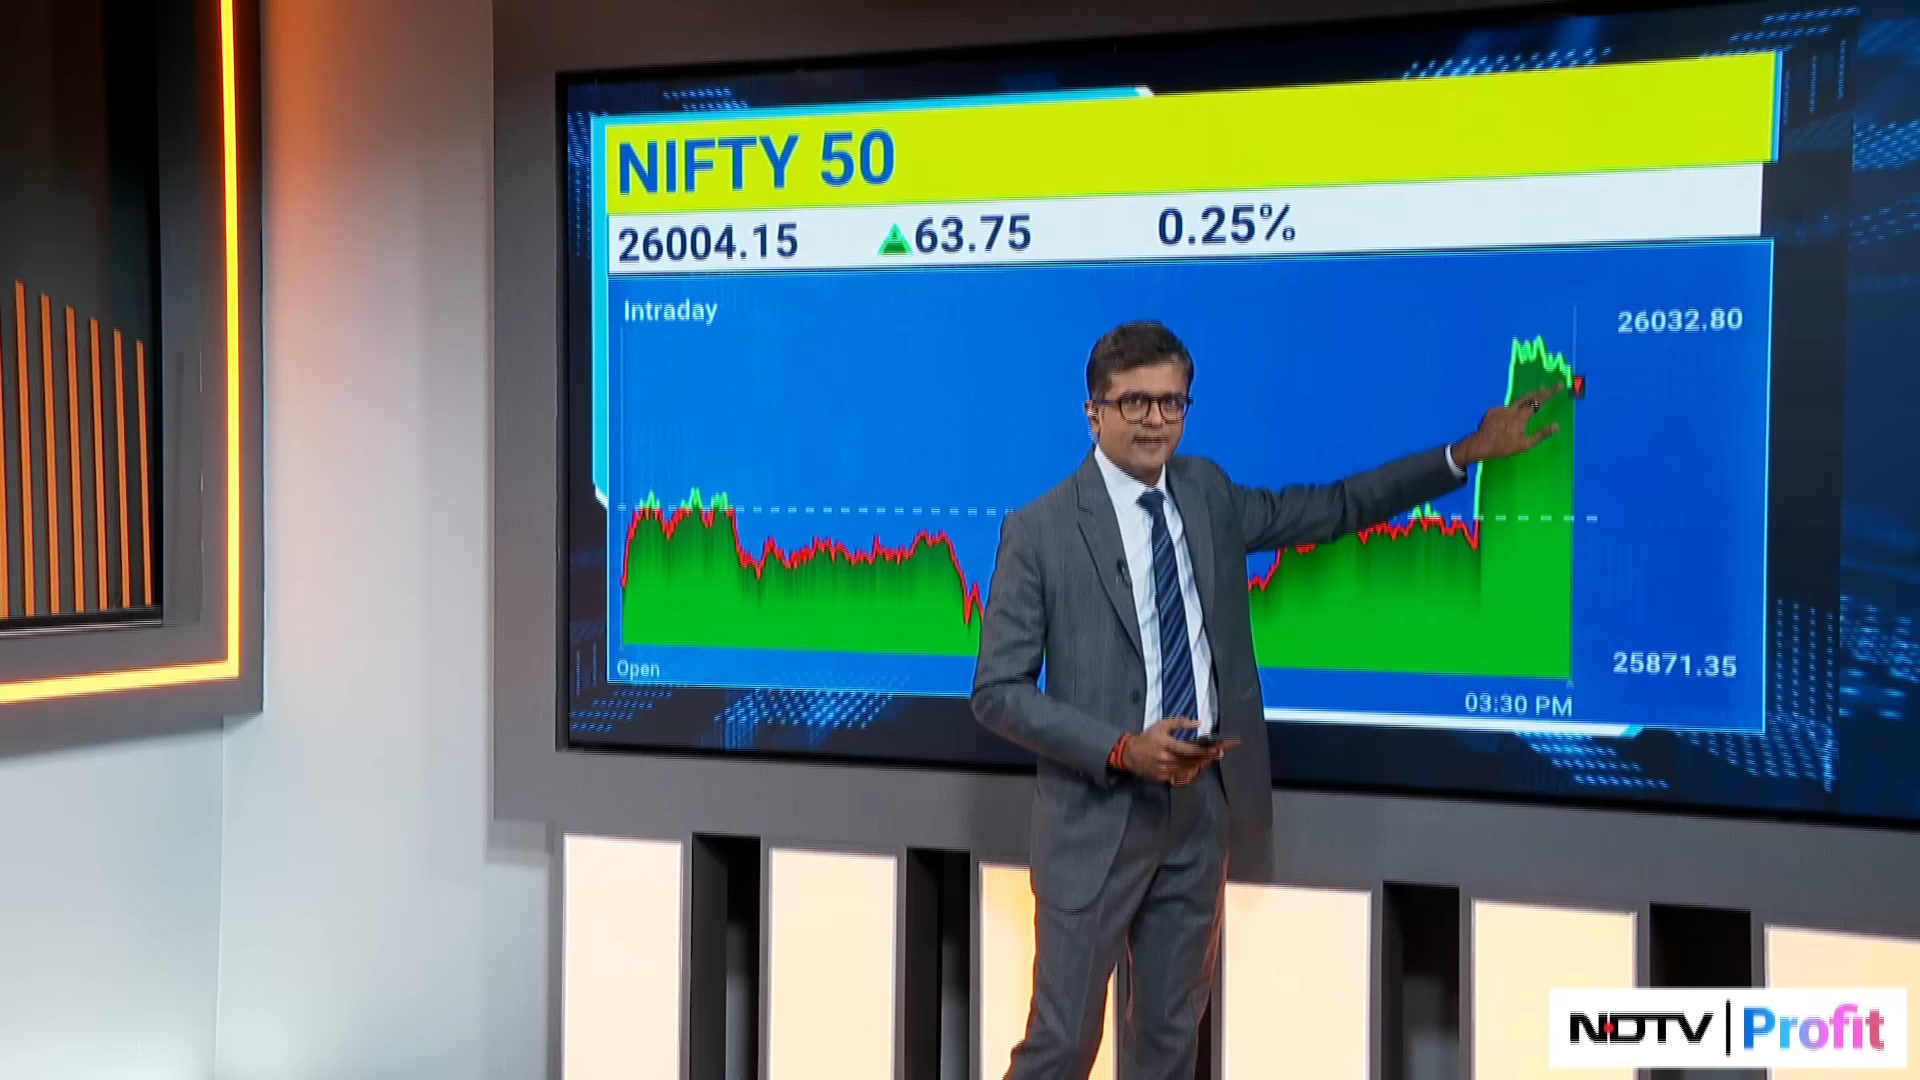 NIFTY 50
26004.15 ▲63.75 0.25%
Intraday
26032.80
25871.35
Open
03:30 PM
NDTV | Profit